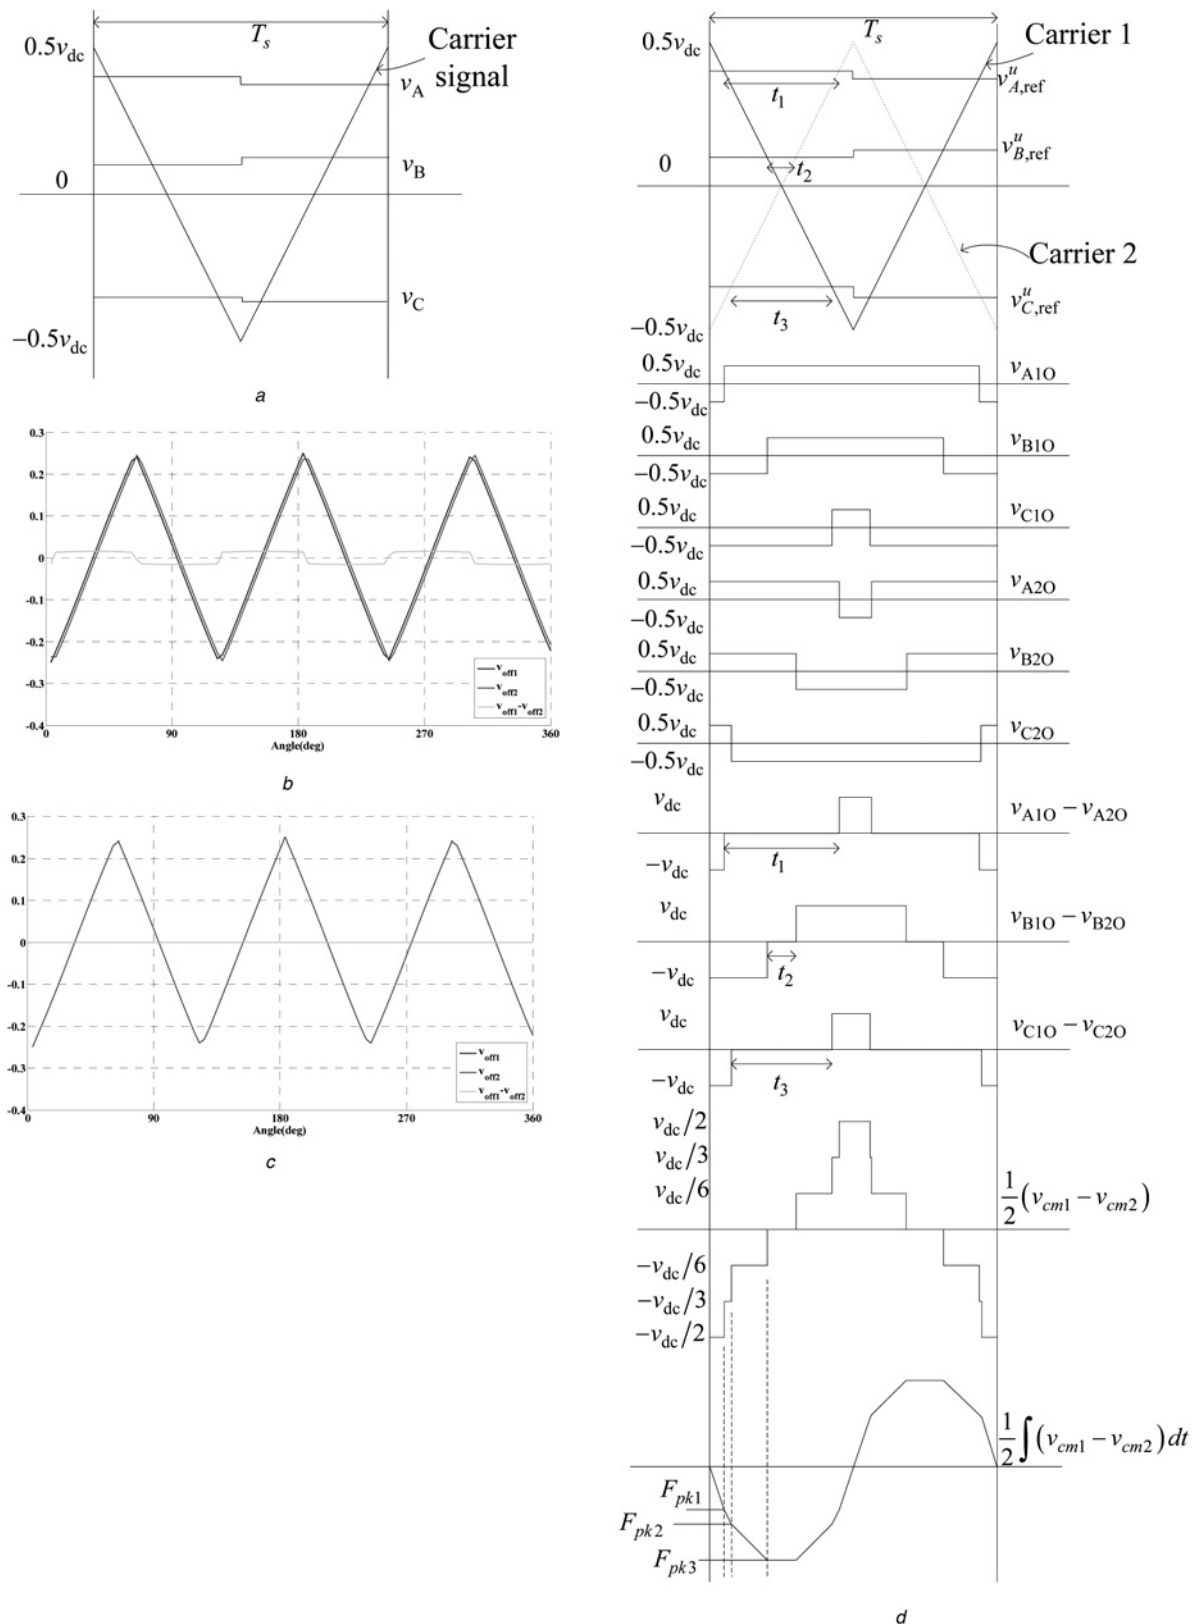 T_s
0.5v_dc
Carrier signal
v_A
v_B
0
v_C
−0.5v_dc
a
0.3
0.2
0.1
0
-0.1
-0.2
-0.3
-0.4
0
90
180
270
360
Angle(deg)
v_off1
v_off2
v_off1-v_off2
b
0.3
0.2
0.1
0
-0.1
-0.2
-0.3
-0.4
0
90
180
270
360
Angle(deg)
v_off1
v_off2
v_off1-v_off2
c
T_s
Carrier 1
0.5v_dc
v^u_A,ref
t_1
v^u_B,ref
0
t_2
Carrier 2
v^u_C,ref
t_3
−0.5v_dc
0.5v_dc
v_A1O
−0.5v_dc
0.5v_dc
v_B1O
−0.5v_dc
0.5v_dc
v_C1O
−0.5v_dc
0.5v_dc
v_A2O
−0.5v_dc
0.5v_dc
v_B2O
−0.5v_dc
0.5v_dc
v_C2O
−0.5v_dc
v_dc
v_A1O − v_A2O
−v_dc
t_1
v_dc
v_B1O − v_B2O
−v_dc
t_2
v_dc
v_C1O − v_C2O
−v_dc
t_3
v_dc/2
v_dc/3
v_dc/6
1/2(v_cm1 − v_cm2)
−v_dc/6
−v_dc/3
−v_dc/2
1/2∫(v_cm1 − v_cm2)dt
F_pk1
F_pk2
F_pk3
d